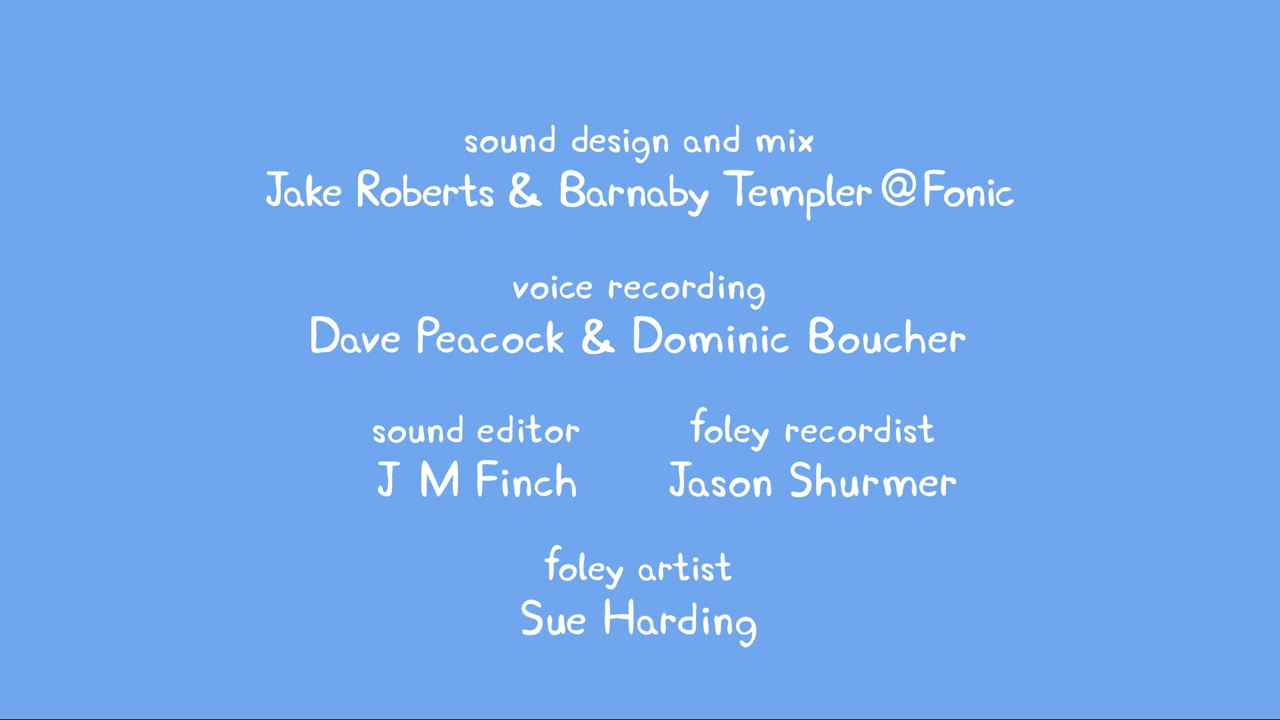 sound design and mix
Jake Roberts & Barnaby Templer @ Fonic
voice recording
Dave Peacock & Dominic Boucher
sound editor
J M Finch
foley recordist
Jason Shurmer
foley artist
Sue Harding